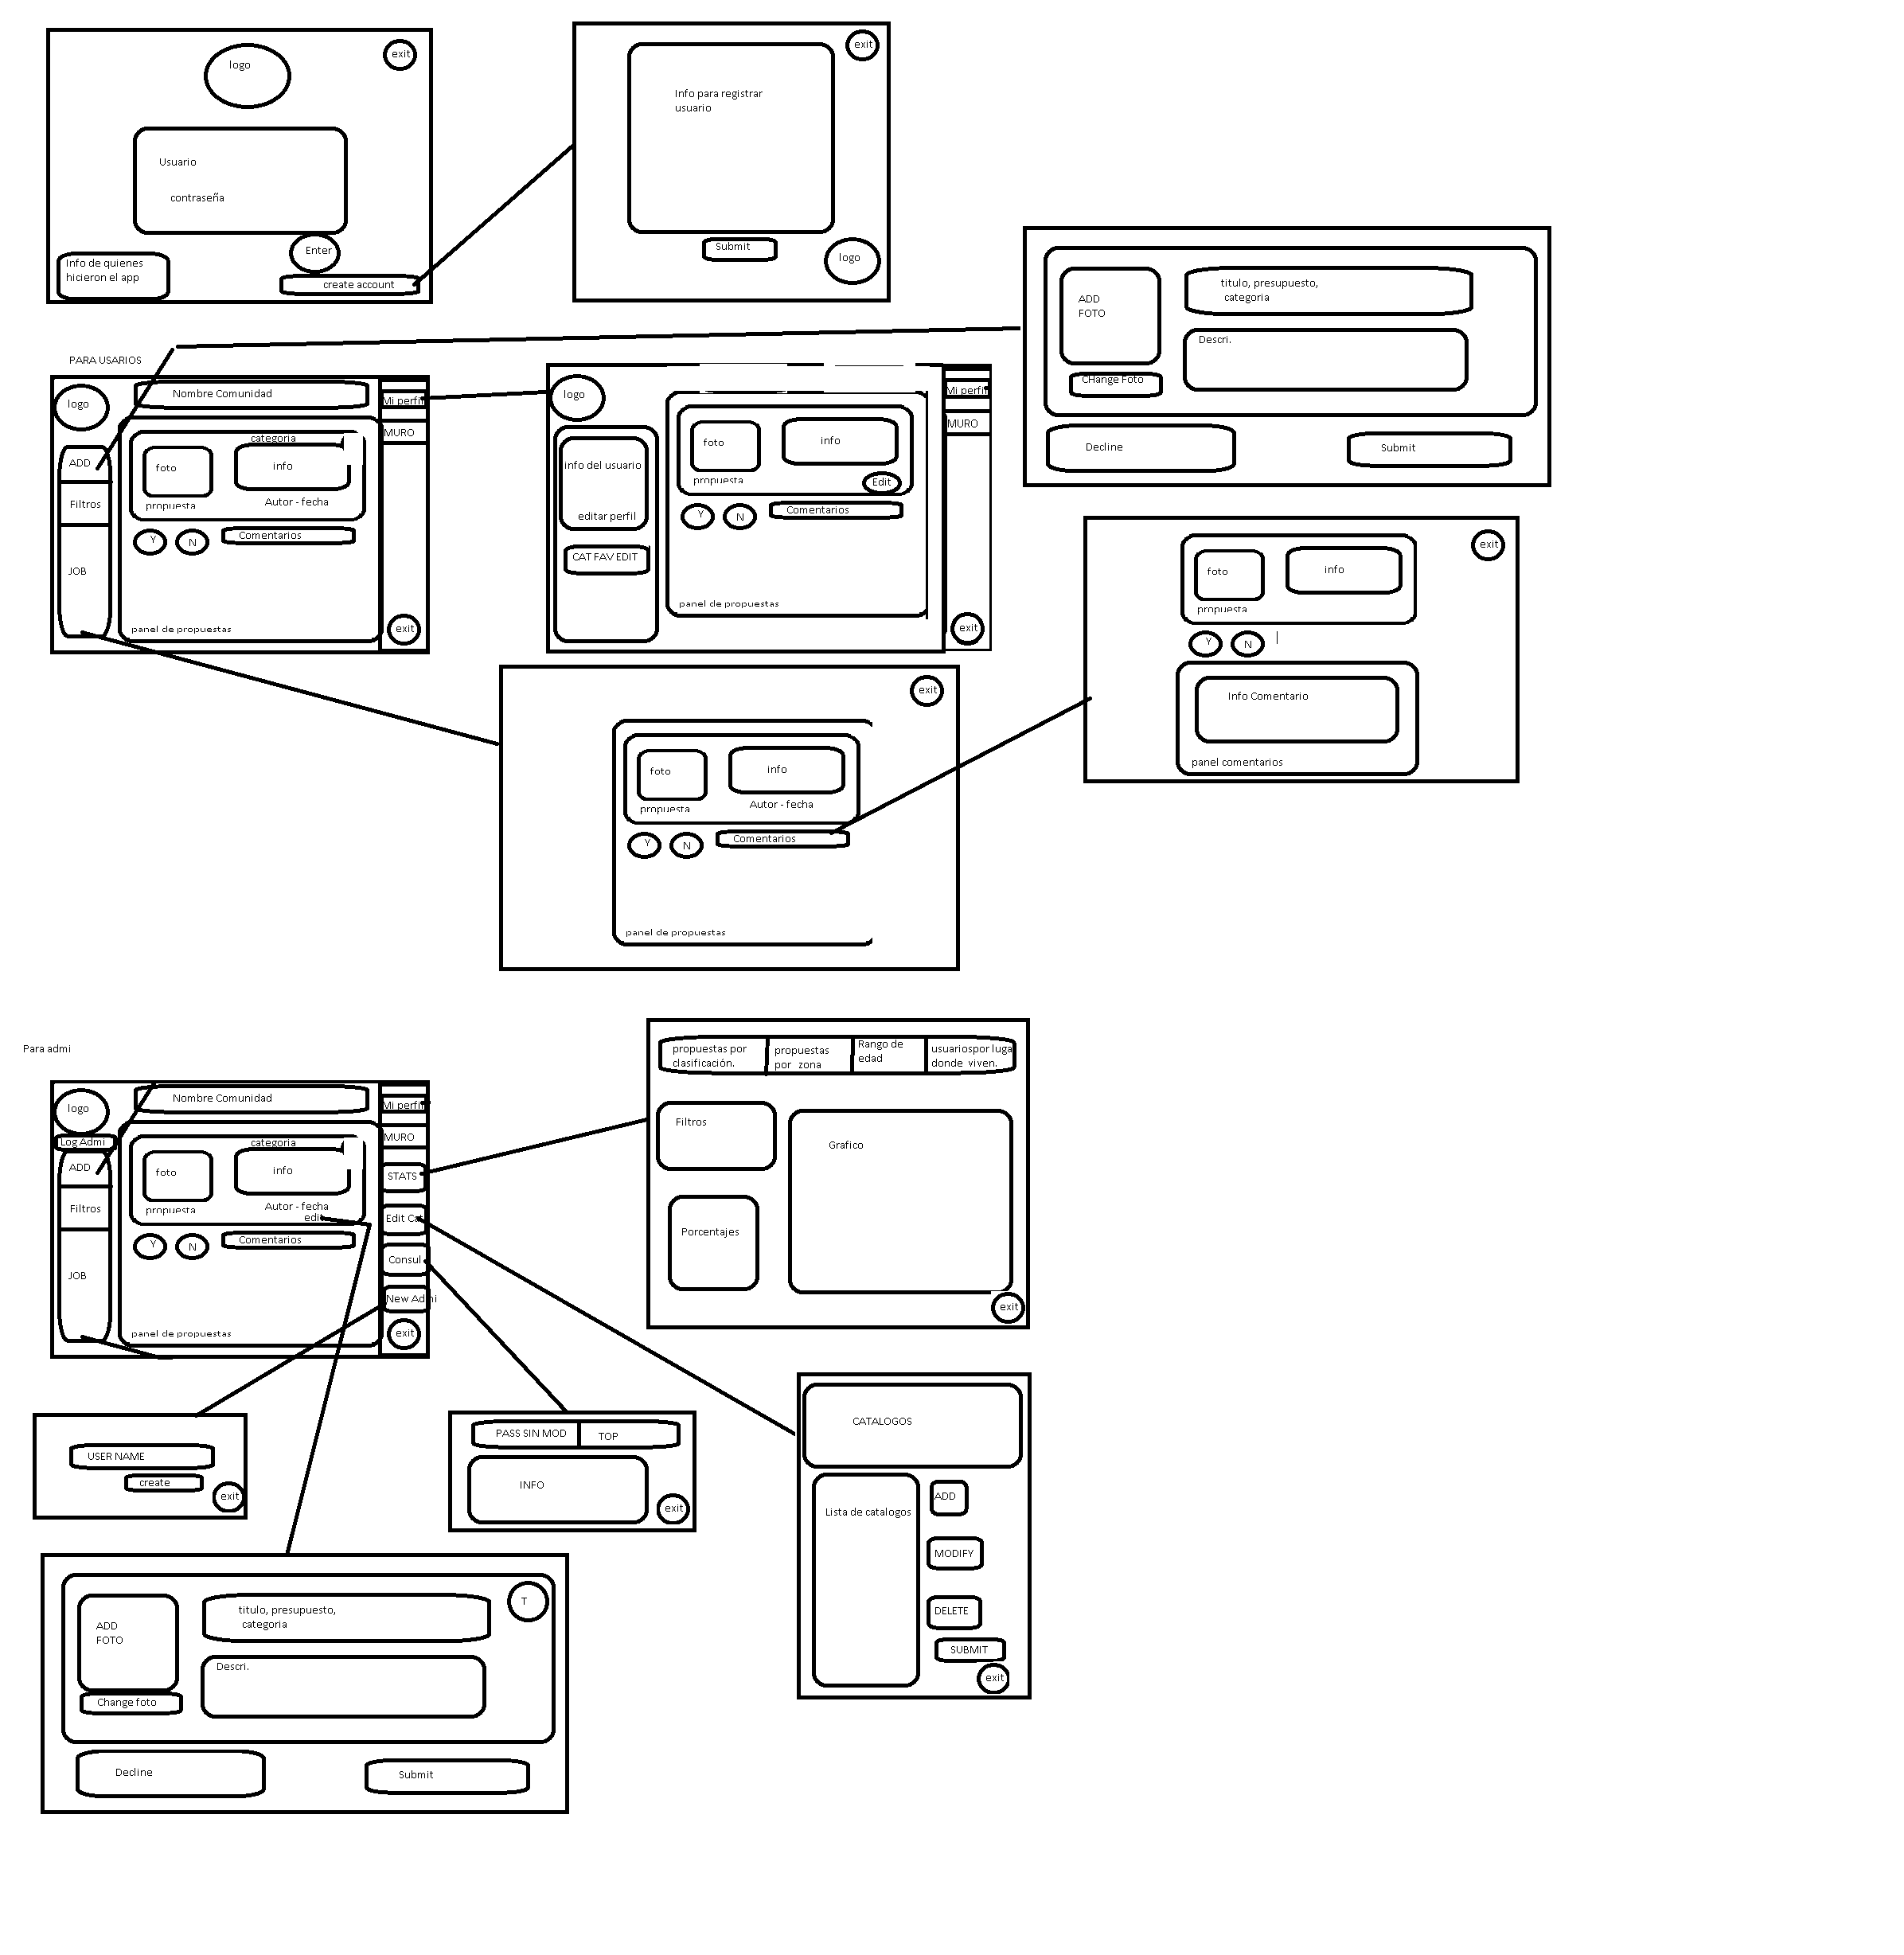 logo
exit
Usuario
contraseña
Enter
Info de quienes
hicieron el app
create account
exit
Info para registrar
usuario
Submit
logo
ADD
FOTO
titulo, presupuesto,
categoria
CHange Foto
Descri.
Decline
Submit
PARA USARIOS
logo
Nombre Comunidad
Mi perfil
MURO
ADD
Filtros
JOB
categoria
foto
info
propuesta
Autor - fecha
Y
N
Comentarios
panel de propuestas
exit
logo
Mi perfil
MURO
info del usuario
editar perfil
CAT FAV EDIT
foto
info
propuesta
Edit
Y
N
Comentarios
panel de propuestas
exit
exit
foto
info
propuesta
Y
N
Info Comentario
panel comentarios
exit
foto
info
propuesta
Autor - fecha
Y
N
Comentarios
panel de propuestas
Para admi
logo
Log Admi
Nombre Comunidad
Mi perfil
MURO
STATS
Edit Cat
Consul
New Admi
exit
ADD
Filtros
JOB
categoria
foto
info
propuesta
Autor - fecha
edit
Y
N
Comentarios
panel de propuestas
propuestas por
clasificación.
propuestas
por zona
Rango de
edad
usuariospor luga
donde viven.
Filtros
Grafico
Porcentajes
exit
CATALOGOS
Lista de catalogos
ADD
MODIFY
DELETE
SUBMIT
exit
USER NAME
create
exit
PASS SIN MOD
TOP
INFO
exit
ADD
FOTO
titulo, presupuesto,
categoria
T
Change foto
Descri.
Decline
Submit